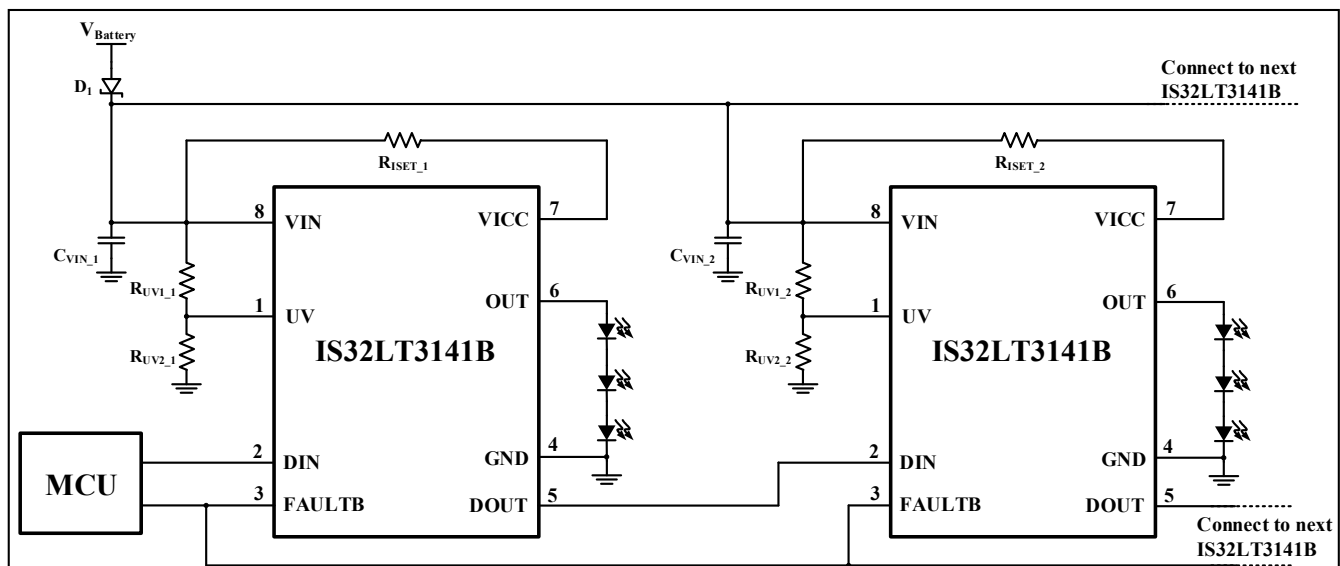 VBattery
D1
Connect to next
IS32LT3141B
RISET_1
RISET_2
8
VIN
VICC
7
8
VIN
VICC
7
CVIN_1
CVIN_2
RUV1_1
RUV1_2
OUT
6
OUT
6
1
UV
1
UV
IS32LT3141B
IS32LT3141B
RUV2_1
RUV2_2
MCU
2
DIN
GND
4
2
DIN
GND
4
3
FAULTB
DOUT
5
3
FAULTB
DOUT
5
Connect to next
IS32LT3141B